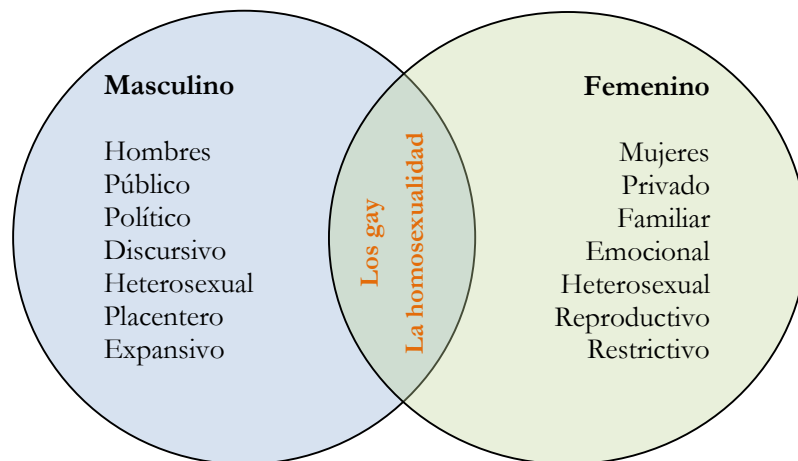 Masculino
Hombres
Público
Político
Discursivo
Heterosexual
Placentero
Expansivo
Los gay
La homosexualidad
Femenino
Mujeres
Privado
Familiar
Emocional
Heterosexual
Reproductivo
Restrictivo